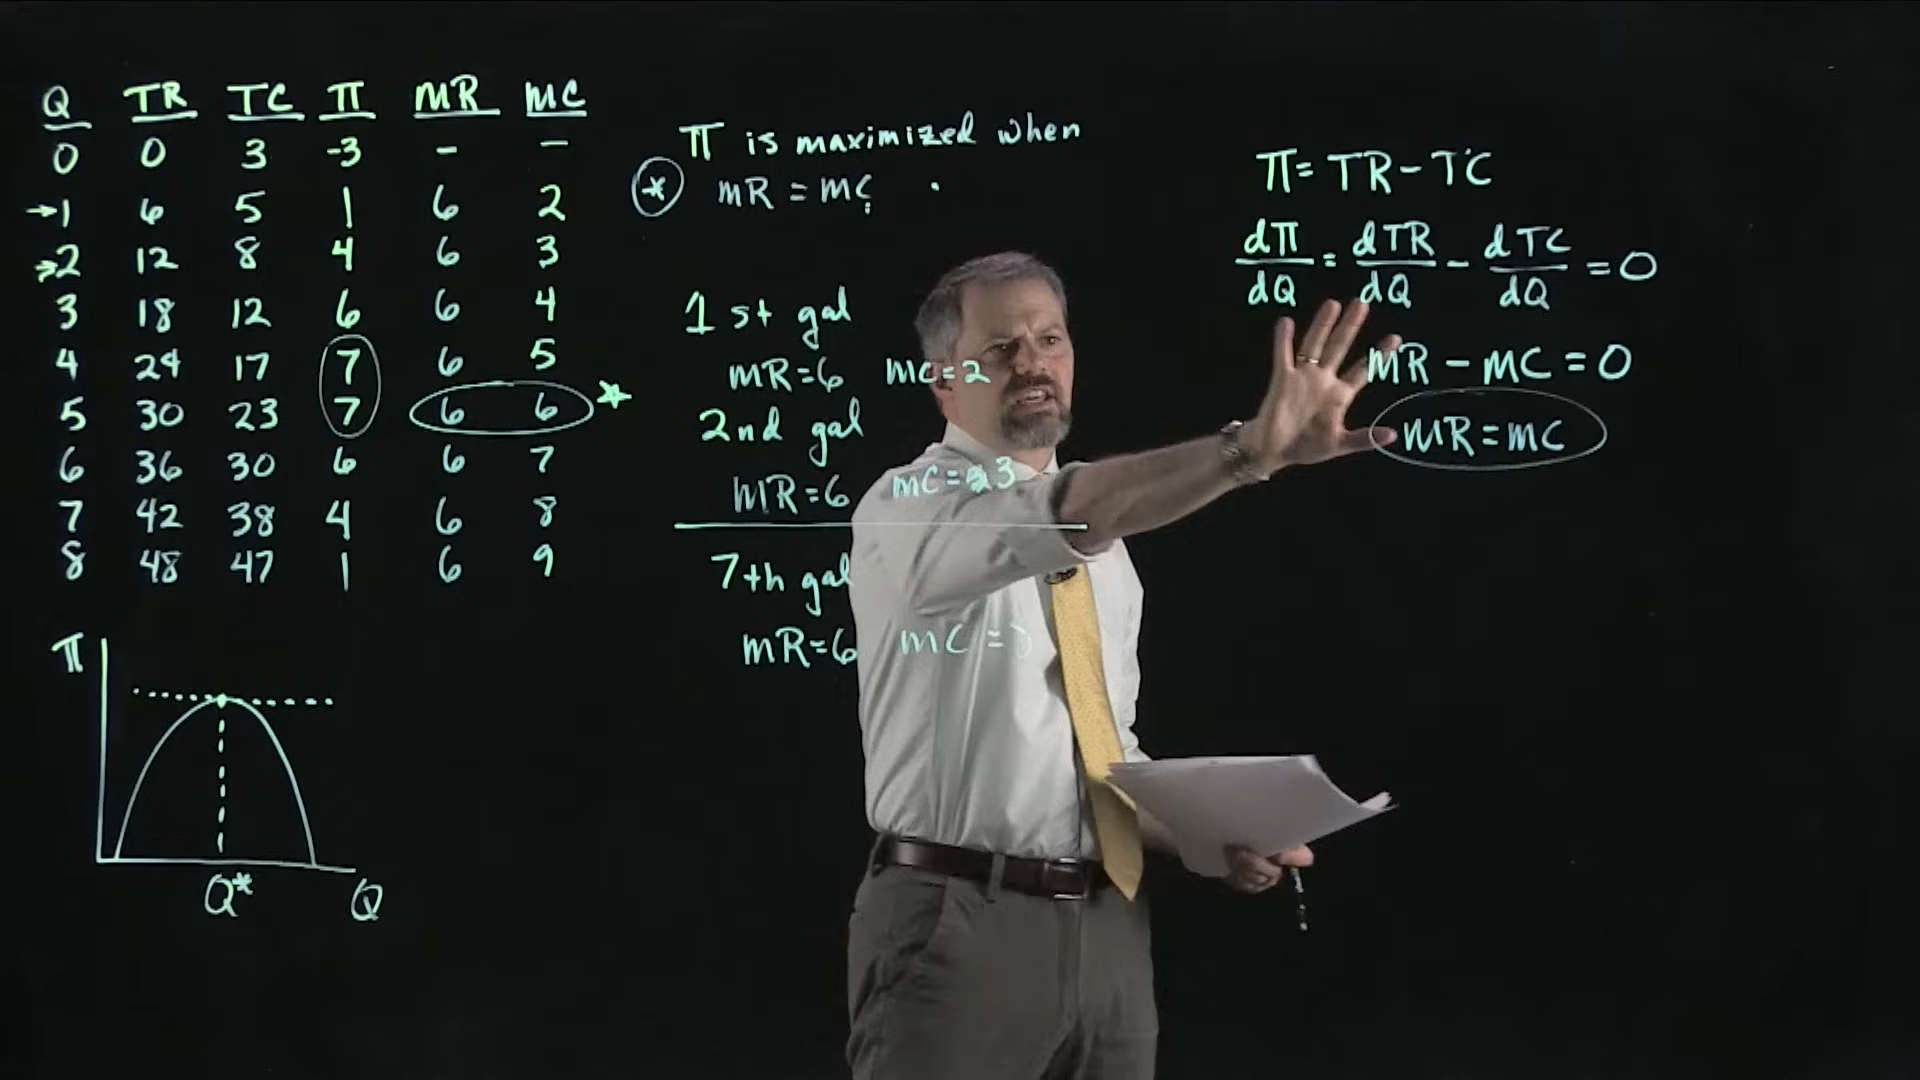 Q TR TC π MR MC
0 0 3 -3 - -
→1 6 5 1 6 2
→2 12 8 4 6 3
3 18 12 6 6 4
4 24 17 7 6 5
5 30 23 7 6 6 *
6 36 30 6 6 7
7 42 38 4 6 8
8 48 47 1 6 9
π
Q* Q
π is maximized when
* MR = MC
1st gal
MR=6 MC=2
2nd gal
MR=6 MC=3
7th gal
MR=6 MC=8
π = TR - TC
dπ/dQ = dTR/dQ - dTC/dQ = 0
MR - MC = 0
MR = MC